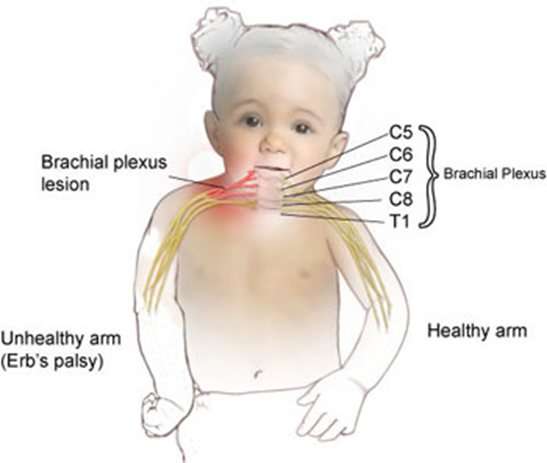 Brachial plexus
lesion
C5
C6
C7
C8
T1
Brachial Plexus
Unhealthy arm
(Erb's palsy)
Healthy arm